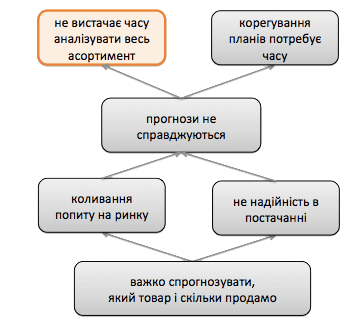 не вистачає часу
аналізувати весь
асортимент
корегування
планів потребує
часу
прогнози не
справджуються
коливання
попиту на ринку
не надійність в
постачанні
важко спрогнозувати,
який товар і скільки продамо